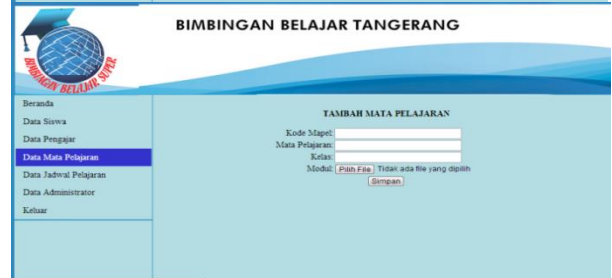 BIMBINGAN BELAJAR TANGERANG
BIMBINGAN BELAJAR SUPER
Beranda
Data Siswa
Data Pengajar
Data Mata Pelajaran
Data Jadwal Pelajaran
Data Administrator
Keluar
TAMBAH MATA PELAJARAN
Kode Mapel:
Mata Pelajaran:
Kelas:
Modul: Pilih File Tidak ada file yang dipilih
Simpan